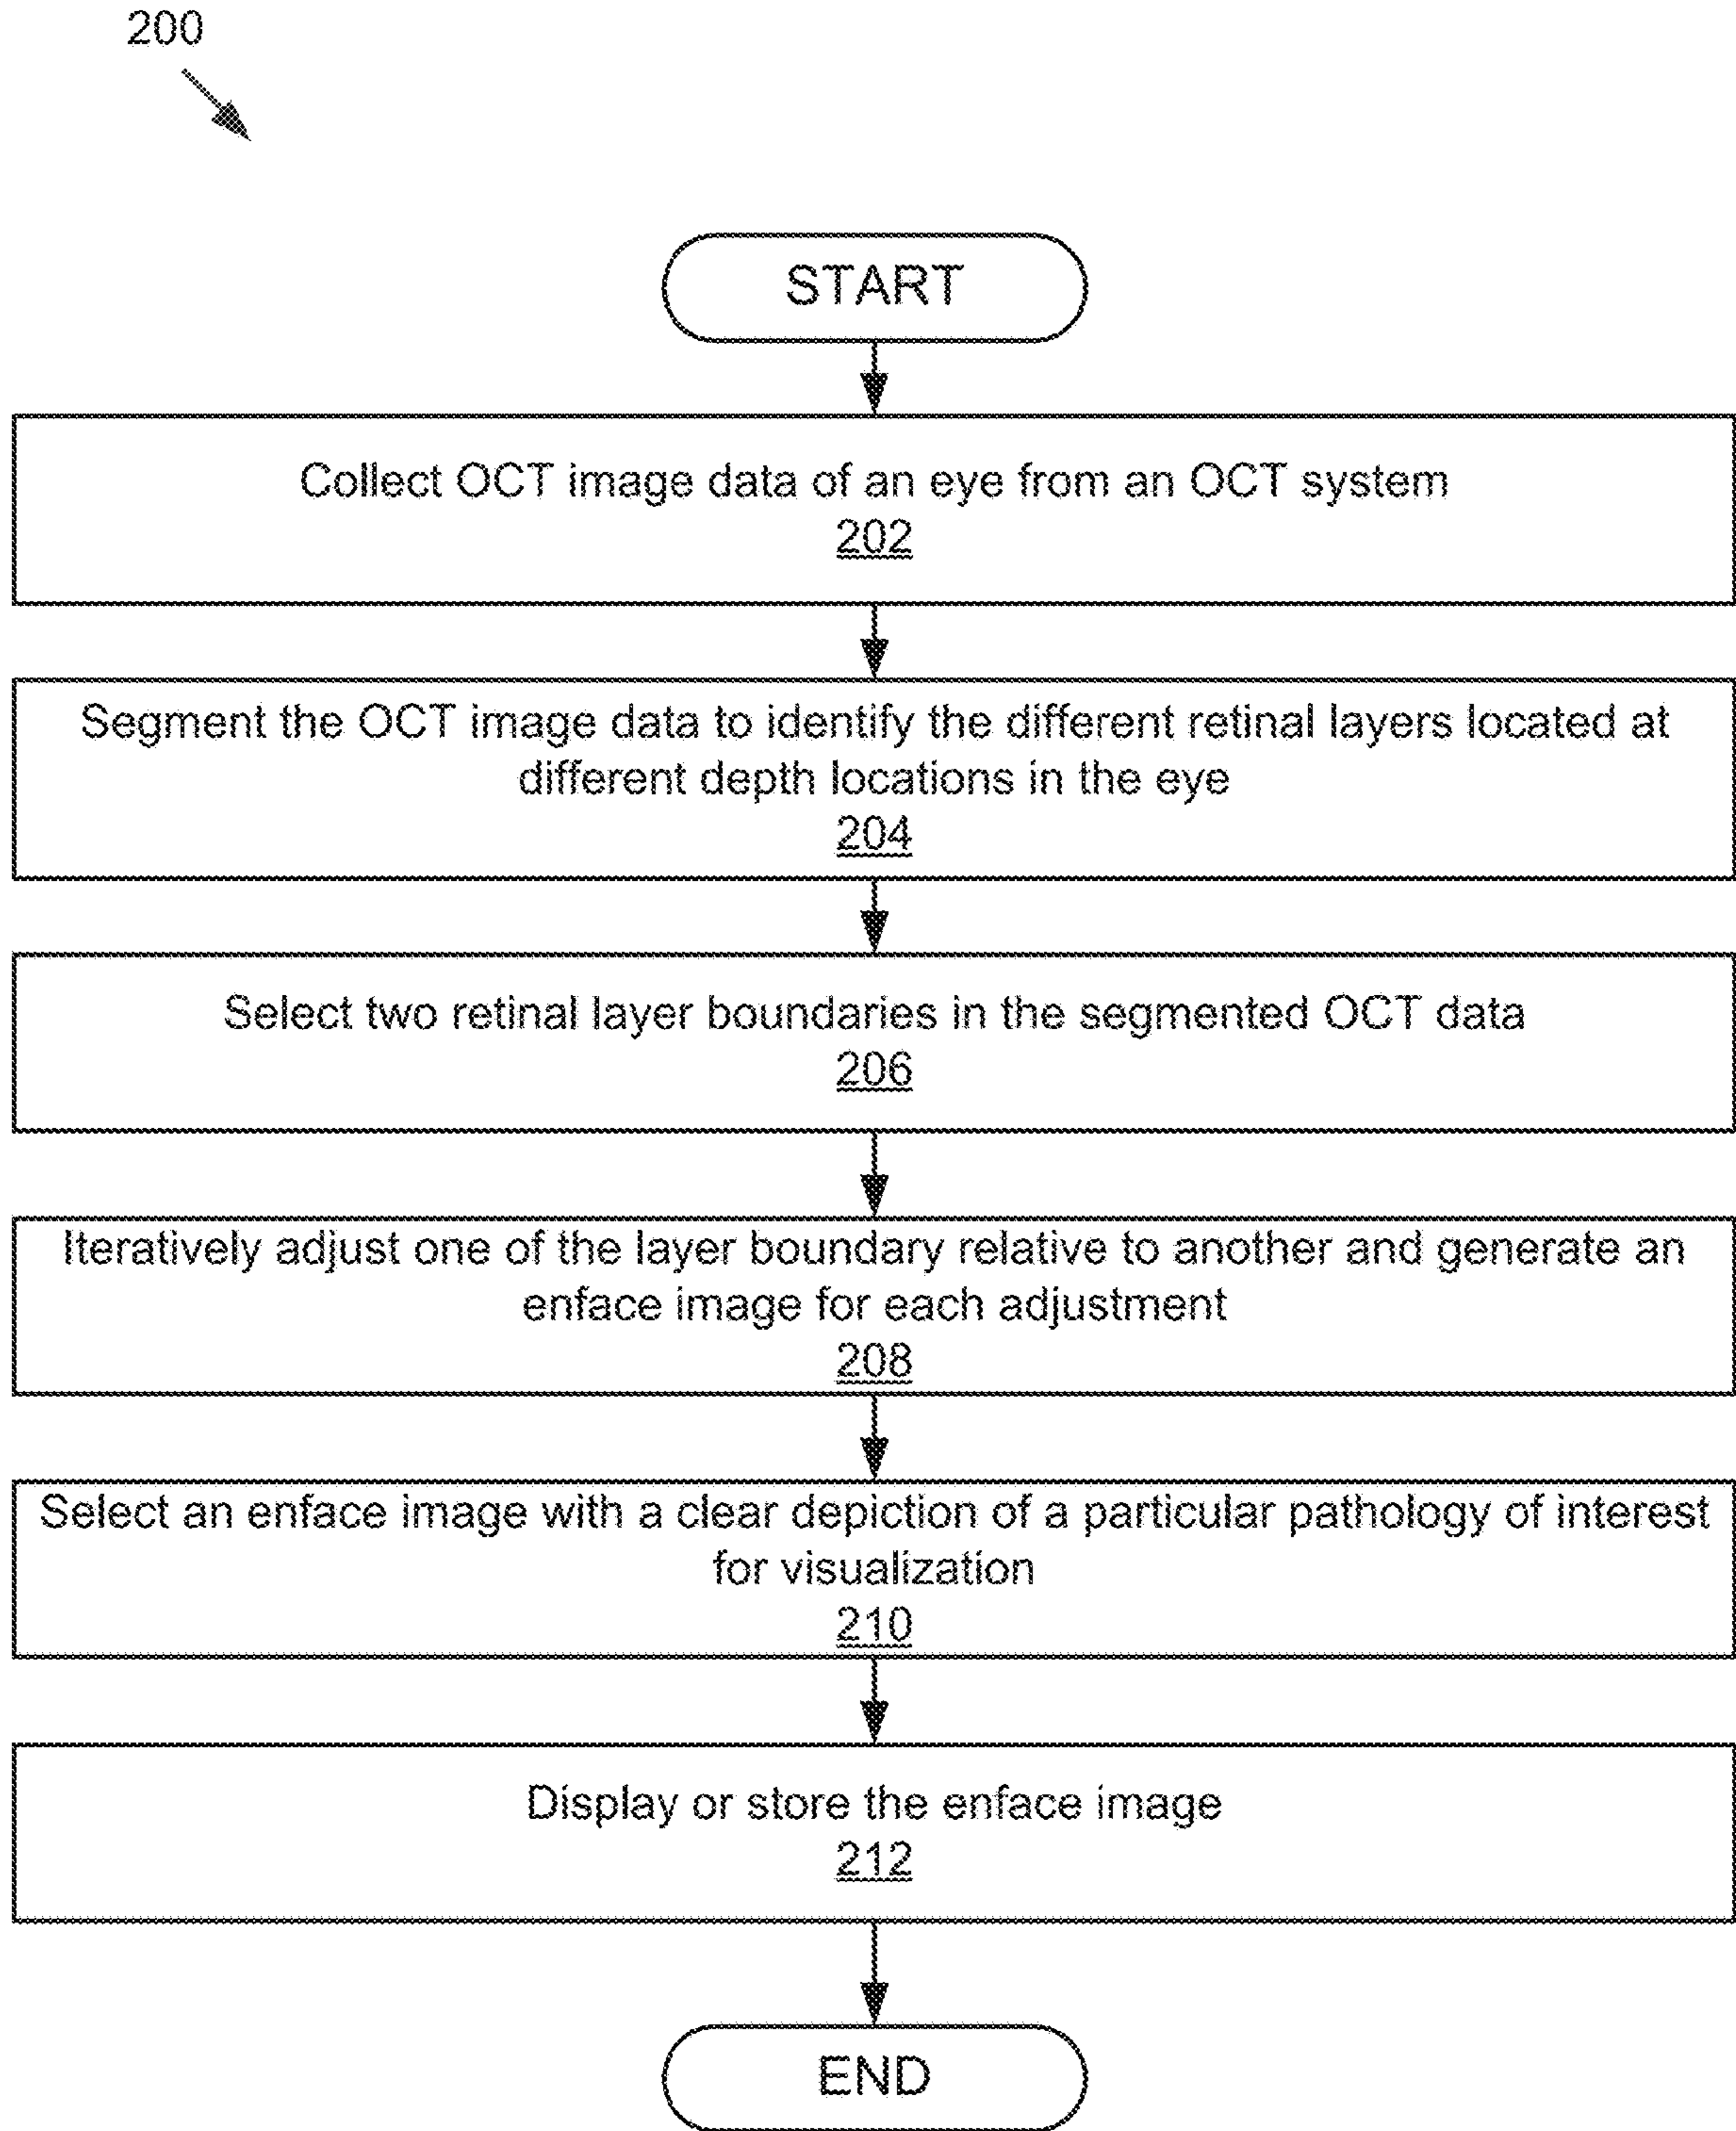 200
START
Collect OCT image data of an eye from an OCT system
202
Segment the OCT image data to identify the different retinal layers located at
different depth locations in the eye
204
Select two retinal layer boundaries in the segmented OCT data
206
Iteratively adjust one of the layer boundary relative to another and generate an
enface image for each adjustment
208
Select an enface image with a clear depiction of a particular pathology of interest
for visualization
210
Display or store the enface image
212
END